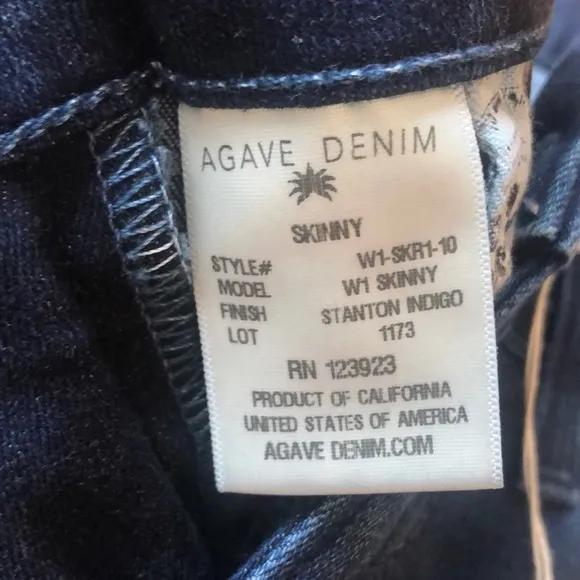 AGAVE DENIM
SKINNY
STYLE# W1-SKR1-10
MODEL W1 SKINNY
FINISH STANTON INDIGO
LOT 1173
RN 123923
PRODUCT OF CALIFORNIA
UNITED STATES OF AMERICA
AGAVE DENIM.COM